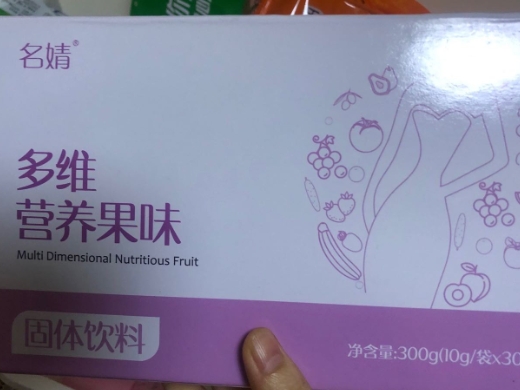 名婧®
多维
营养果味
Multi Dimensional Nutritious Fruit
固体饮料
净含量:300g(10g/袋x30